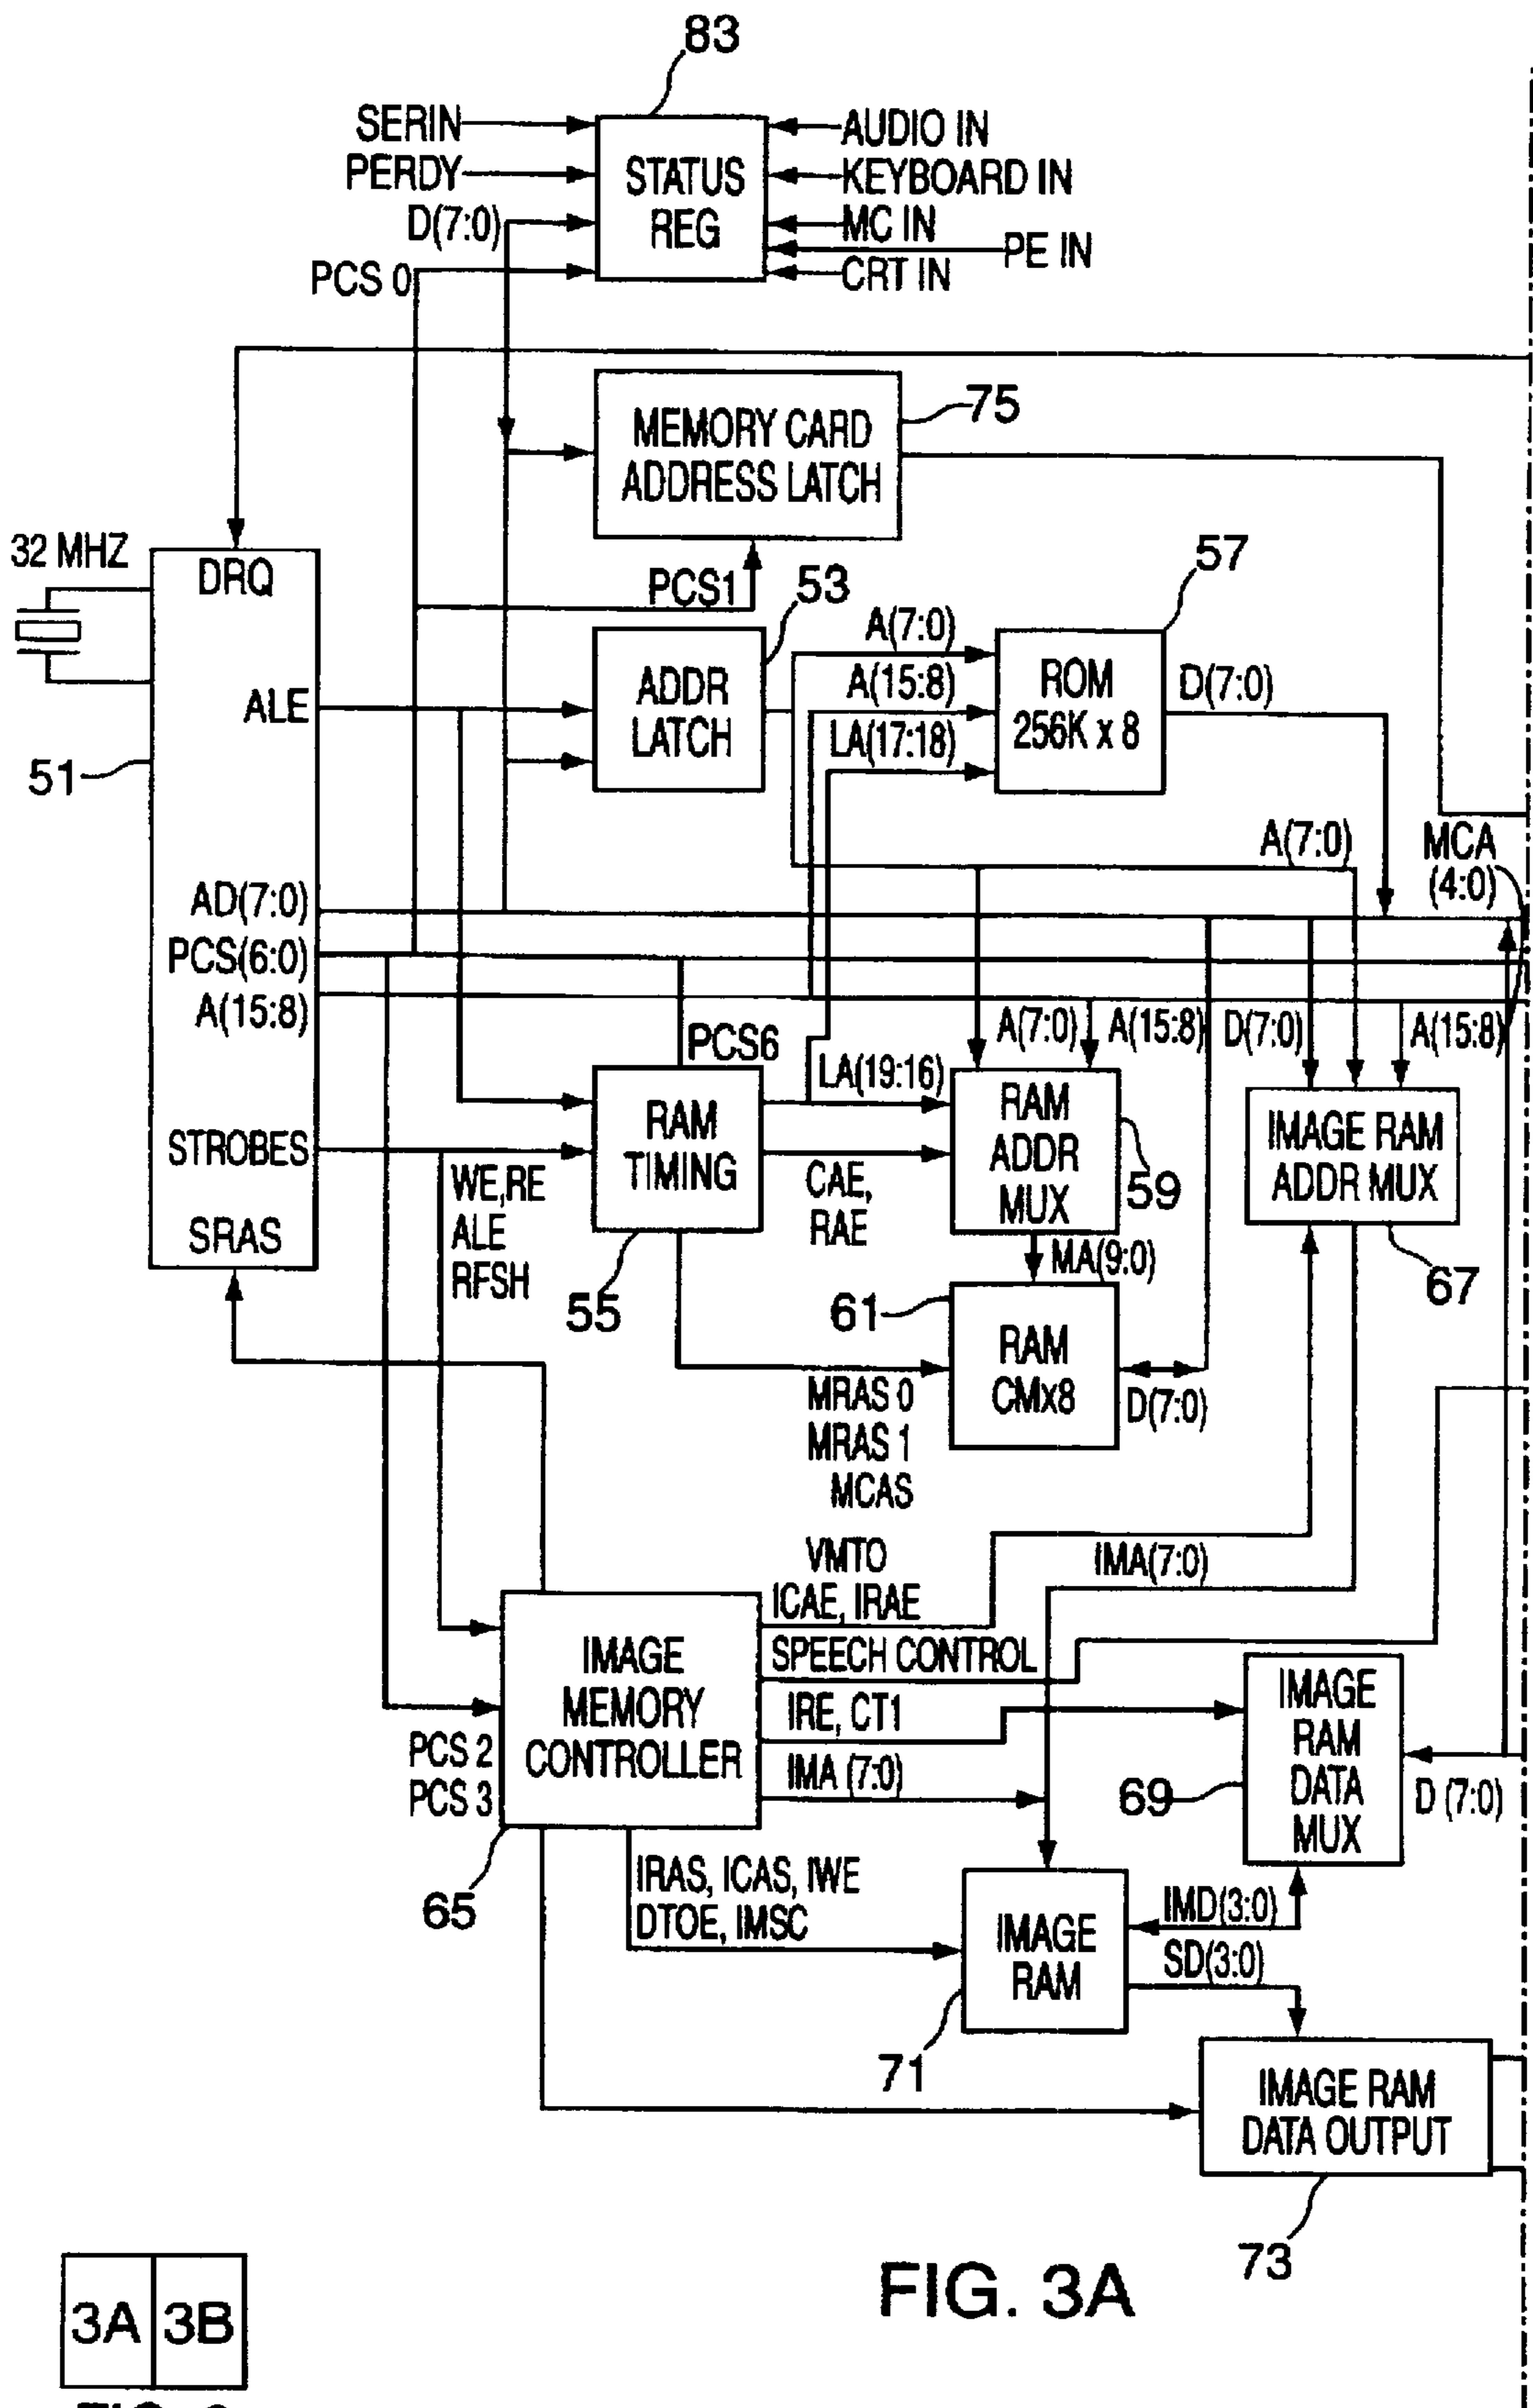 83
SERIN
AUDIO IN
PERDY
KEYBOARD IN
STATUS
REG
D(7:0)
MC IN
PE IN
PCS 0
CRT IN
75
MEMORY CARD
ADDRESS LATCH
32 MHZ
DRQ
PCS1
53
57
A(7:0)
A(15:8)
LA(17:18)
ROM
256K x 8
D(7:0)
ALE
ADDR
LATCH
51
A(7:0)
MCA
(4:0)
AD(7:0)
PCS(6:0)
A(15:8)
PCS6
A(7:0)
A(15:8)
D(7:0)
A(15:8)
LA(19:16)
RAM
TIMING
RAM
ADDR
MUX
IMAGE RAM
ADDR MUX
STROBES
WE,RE
ALE
RFSH
CAE,
RAE
59
SRAS
MA(9:0)
67
55
61
RAM
CMx8
D(7:0)
MRAS 0
MRAS 1
MCAS
VMTO
ICAE, IRAE
IMA(7:0)
IMAGE
MEMORY
CONTROLLER
SPEECH CONTROL
IRE, CT1
IMA (7:0)
IMAGE
RAM
DATA
MUX
PCS 2
PCS 3
69
D (7:0)
65
IRAS, ICAS, IWE
DTOE, IMSC
IMAGE
RAM
IMD(3:0)
SD(3:0)
71
IMAGE RAM
DATA OUTPUT
73
FIG. 3A
3A 3B